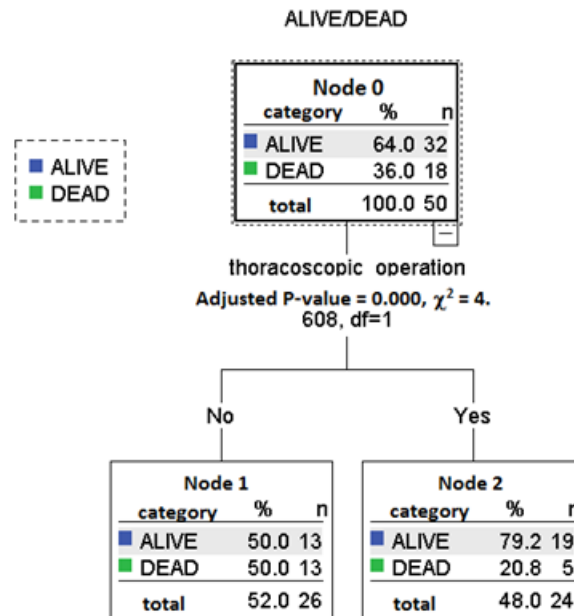 ALIVE/DEAD
Node 0
category % n
ALIVE 64.0 32
DEAD 36.0 18
total 100.0 50
ALIVE
DEAD
thoracoscopic operation
Adjusted P-value = 0.000, χ² = 4.
608, df=1
No
Yes
Node 1
category % n
ALIVE 50.0 13
DEAD 50.0 13
total 52.0 26
Node 2
category % n
ALIVE 79.2 19
DEAD 20.8 5
total 48.0 24